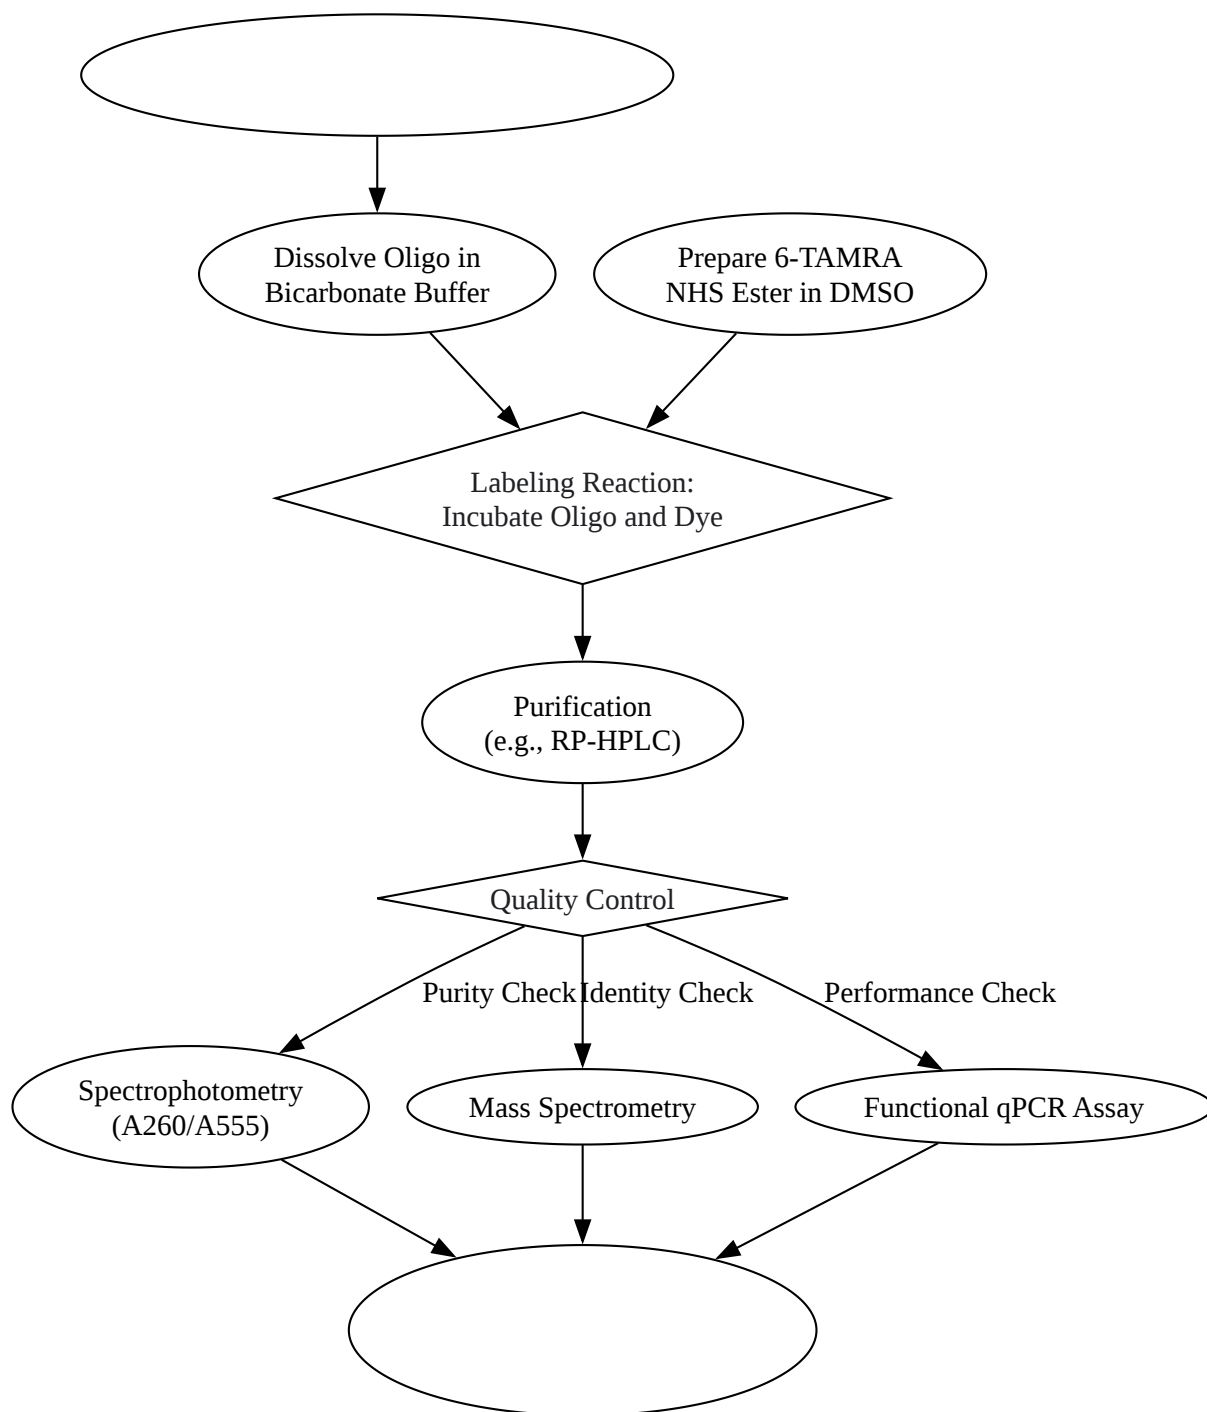 Dissolve Oligo in
Bicarbonate Buffer
Prepare 6-TAMRA
NHS Ester in DMSO
Labeling Reaction:
Incubate Oligo and Dye
Purification
(e.g., RP-HPLC)
Quality Control
Purity Check
Identity Check
Performance Check
Spectrophotometry
(A260/A555)
Mass Spectrometry
Functional qPCR Assay